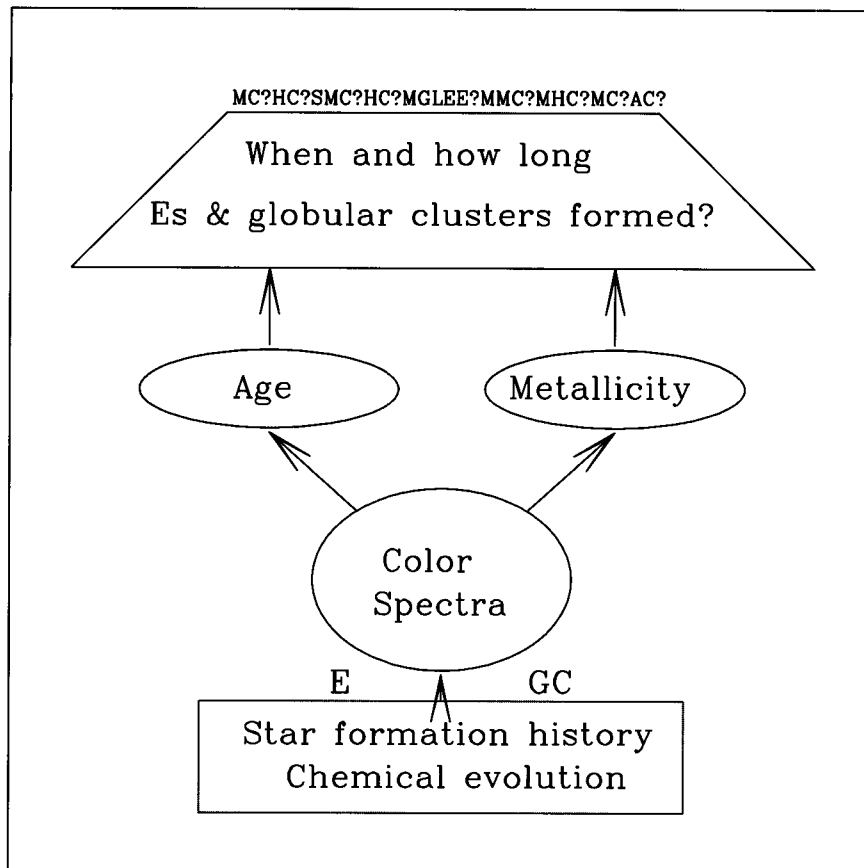 MC?HC?SMC?HC?MGLEE?MMC?MHC?MC?AC?
When and how long
Es & globular clusters formed?
Age
Metallicity
Color
Spectra
E
GC
Star formation history
Chemical evolution